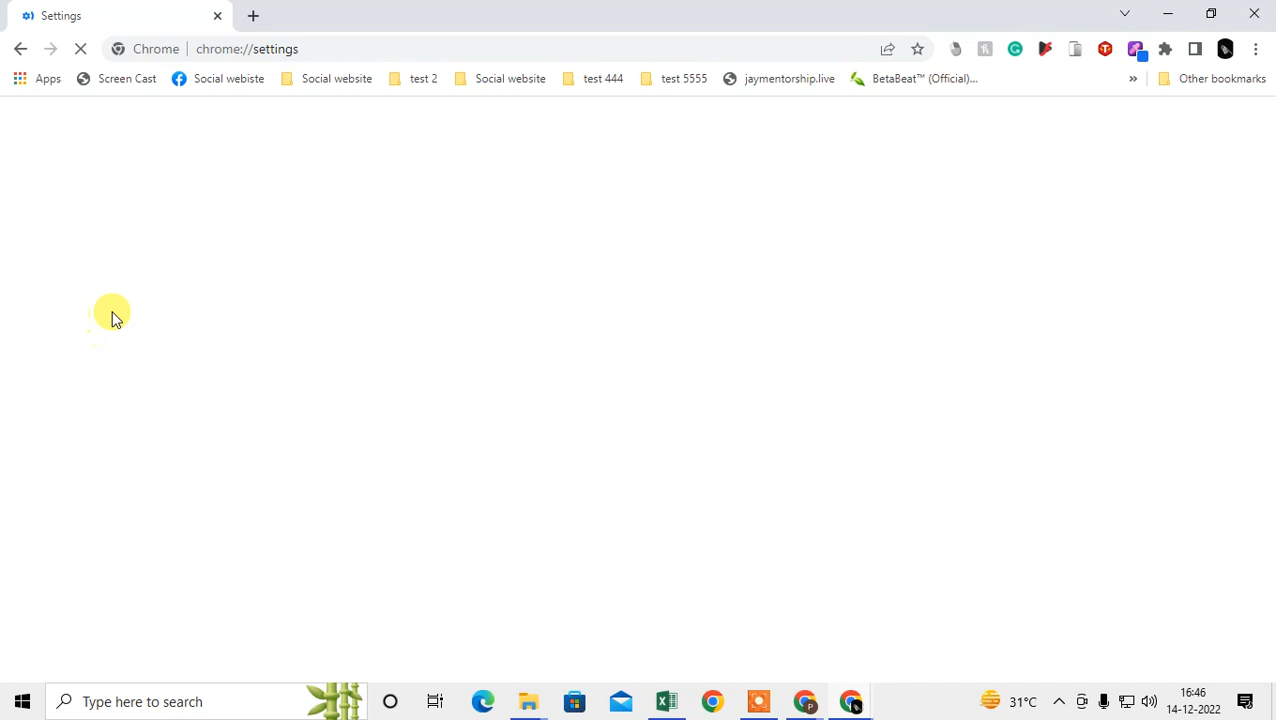 Settings
Chrome chrome://settings
Apps Screen Cast Social webiste Social website test 2 Social website test 444 test 5555 jaymentorship.live BetaBeat™ (Official)... » Other bookmarks
Type here to search 31°C 16:46
14-12-2022